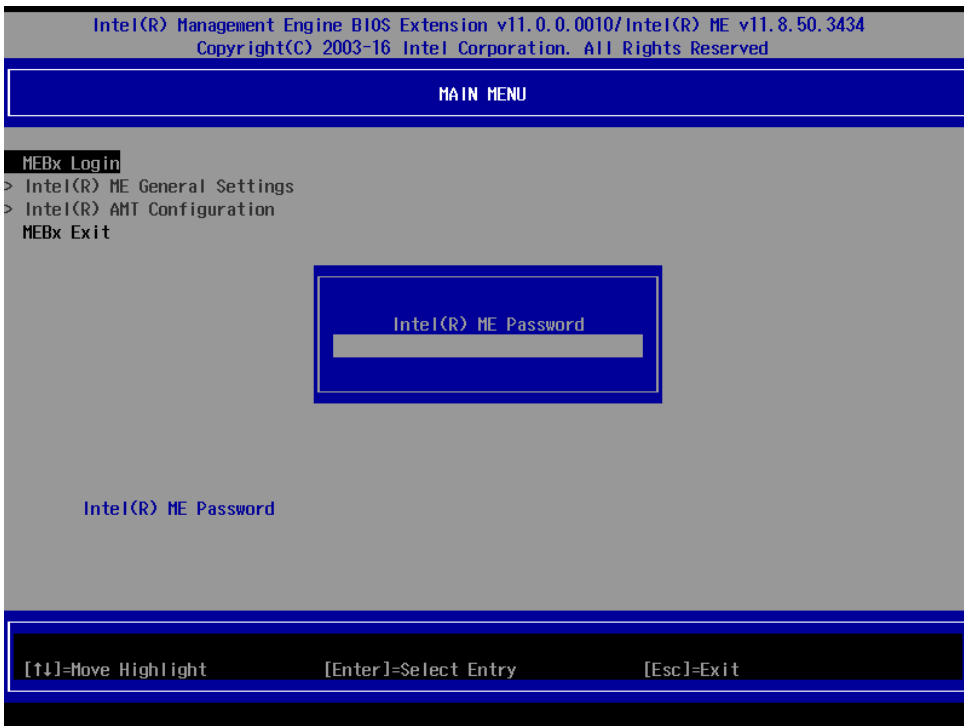 Intel(R) Management Engine BIOS Extension v11.0.0.0010/Intel(R) ME v11.8.50.3434
Copyright(C) 2003-16 Intel Corporation. All Rights Reserved
MAIN MENU
MEBx Login
> Intel(R) ME General Settings
> Intel(R) AMT Configuration
MEBx Exit
Intel(R) ME Password
Intel(R) ME Password
[↑↓]=Move Highlight [Enter]=Select Entry [Esc]=Exit